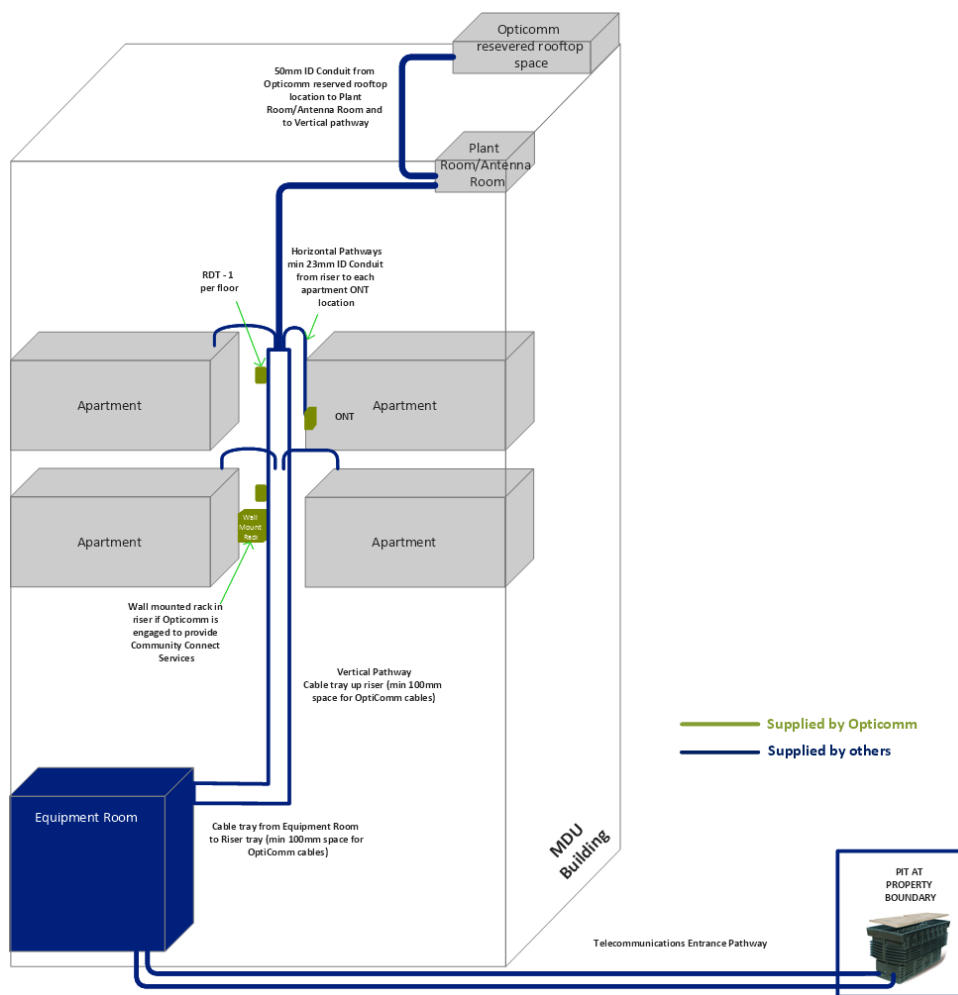 Opticomm
resevered rooftop
space
50mm ID Conduit from
Opticomm reserved rooftop
location to Plant
Room/Antenna Room and
to Vertical pathway
Plant
Room/Antenna
Room
Horizontal Pathways
min 23mm ID Conduit
from riser to each
apartment ONT
location
RDT - 1
per floor
Apartment
Apartment
ONT
Wall
Mount
Rack
Apartment
Apartment
Wall mounted rack in
riser if Opticomm is
engaged to provide
Community Connect
Services
Vertical Pathway
Cable tray up riser (min 100mm
space for OptiComm cables)
Supplied by Opticomm
Supplied by others
Equipment Room
Cable tray from Equipment Room
to Riser tray (min 100mm space for
OptiComm cables)
MDU
Building
PIT AT
PROPERTY
BOUNDARY
Telecommunications Entrance Pathway